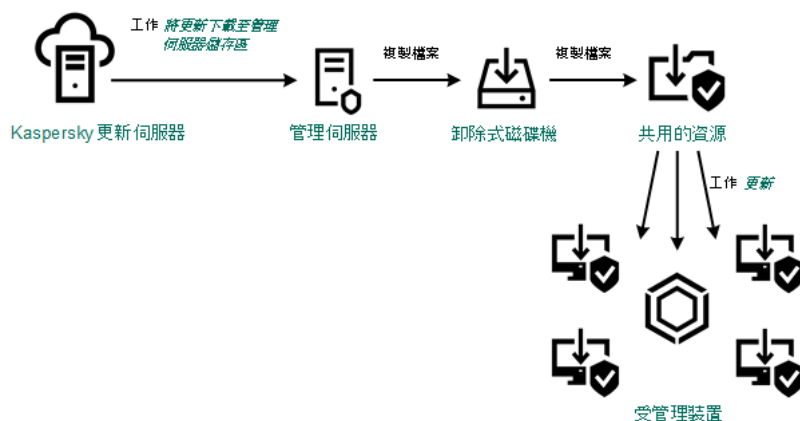 工作 將更新下載至管理
伺服器儲存區
複製檔案
複製檔案
Kaspersky 更新伺服器
管理伺服器
卸除式磁碟機
共用的資源
工作 更新
受管理裝置